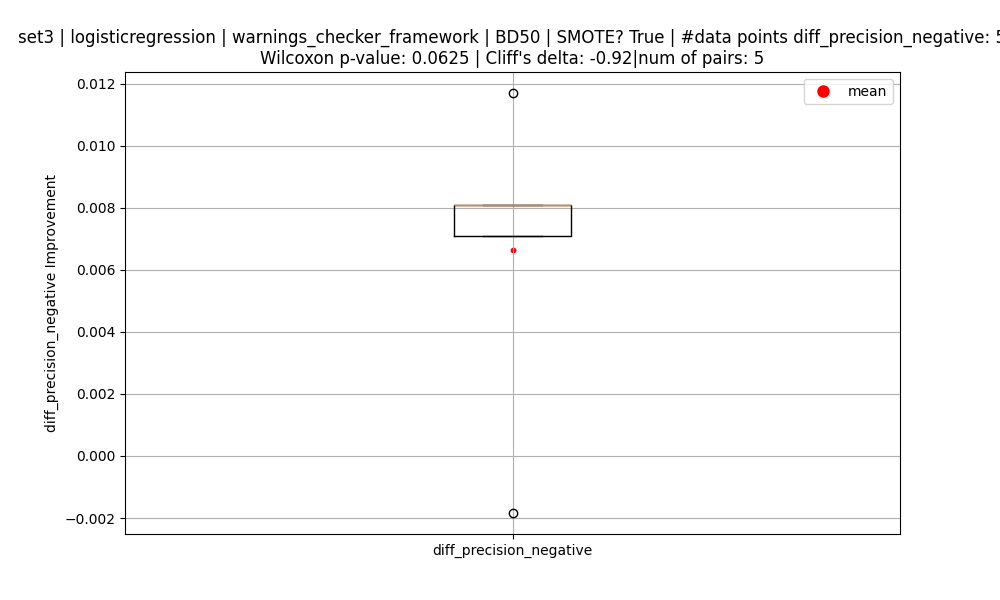 set3 | logisticregression | warnings_checker_framework | BD50 | SMOTE? True | #data points diff_precision_negative: 5
Wilcoxon p-value: 0.0625 | Cliff's delta: -0.92|num of pairs: 5
mean
0.012
0.010
0.008
0.006
0.004
0.002
0.000
−0.002
diff_precision_negative Improvement
diff_precision_negative